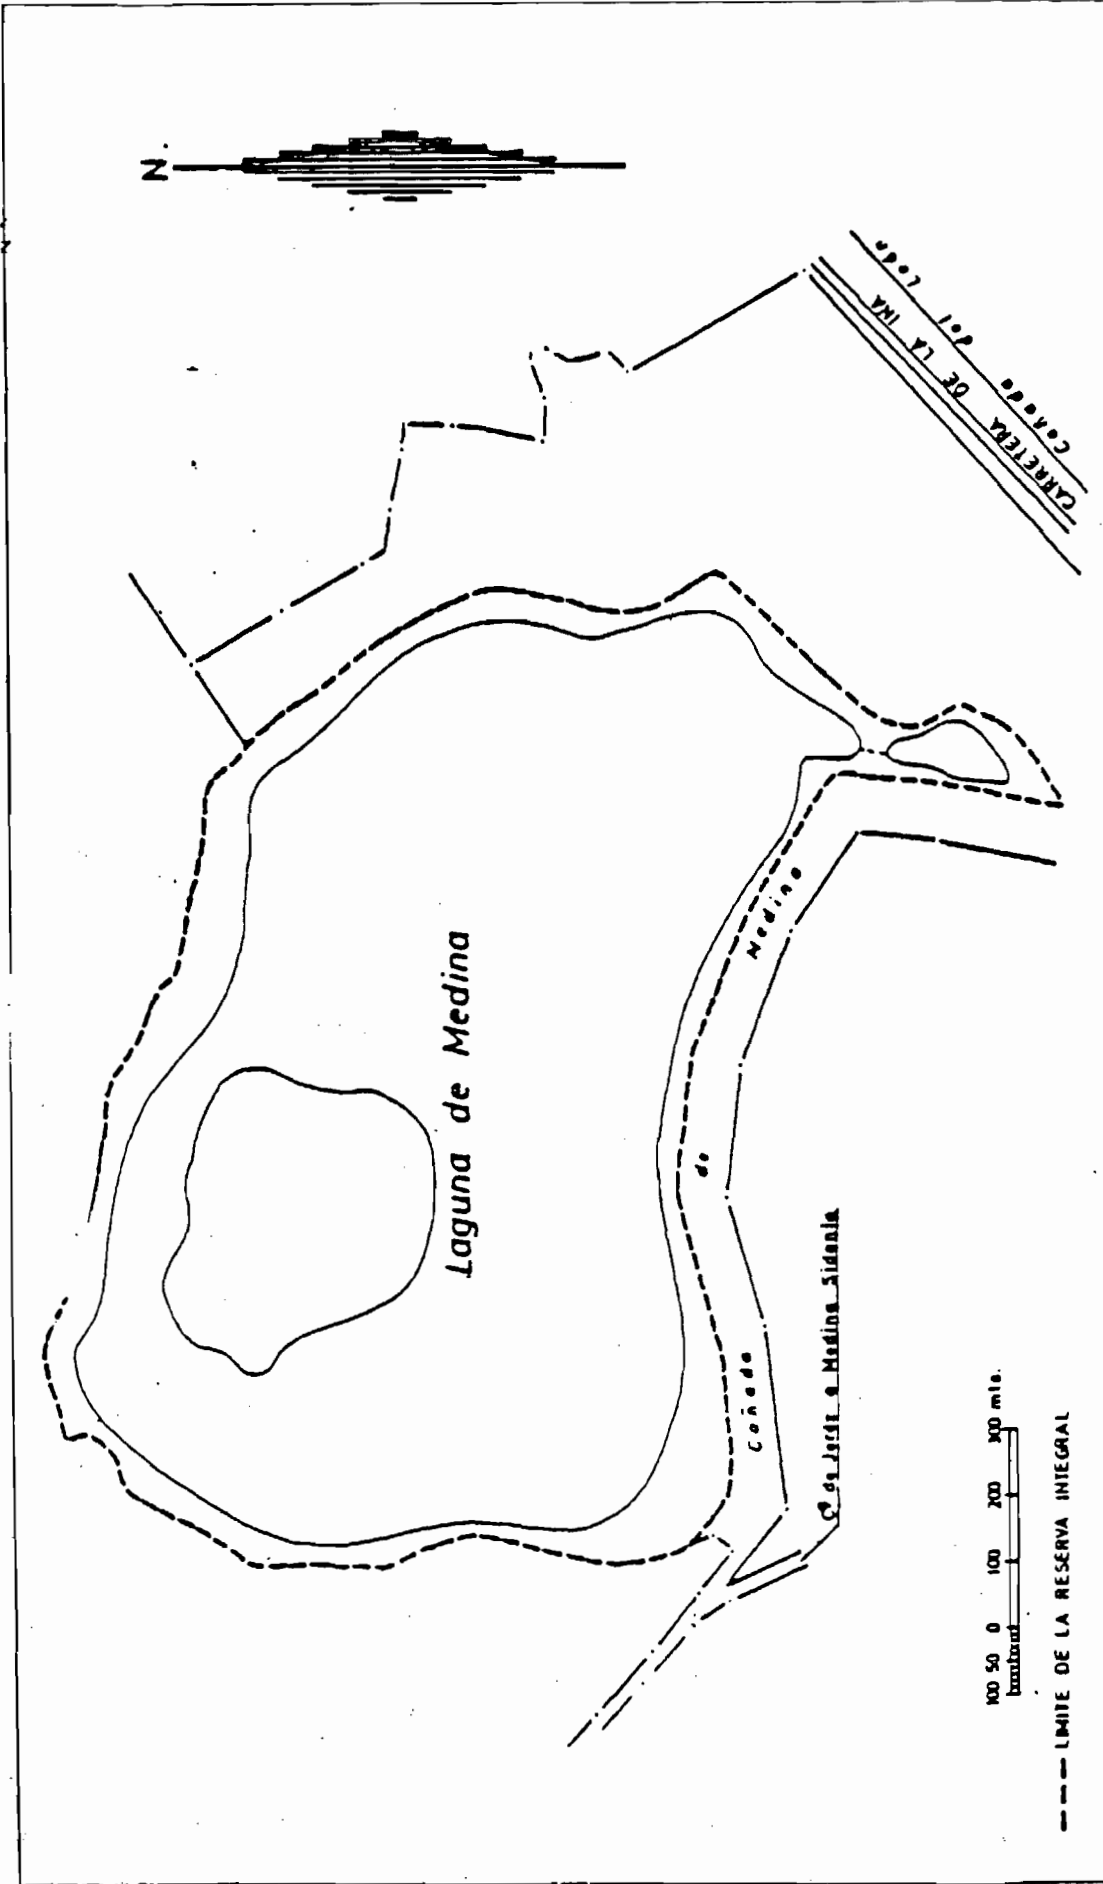 N.
Laguna de Medina
Cañada del Lodo
CARRETERA DE LA INA
Cañada de Medina
Cº de Jerez a Medina Sidonia
100 50 0 100 200 300 mts.
LIMITE DE LA RESERVA INTEGRAL